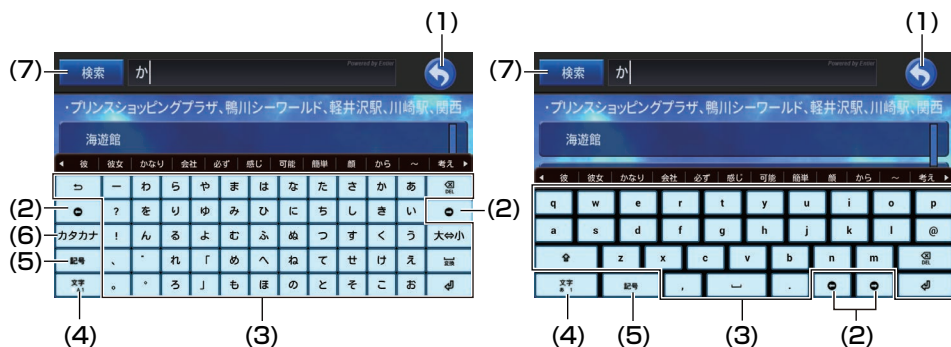 (1)
(7) 検索 か Powered by iWnn
・プリンスショッピングプラザ、鴨川シーワールド、軽井沢駅、川崎駅、関西
海遊館
彼 彼女 かなり 会社 必ず 感じ 可能 簡単 顔 から ～ 考え
ー わ ら や ま は な た さ か あ DEL
(2) ? を り ゆ み ひ に ち し き い (2)
(6) カタカナ ! ん る よ む ふ ぬ つ す く う 大⇔小
(5) 記号 、 ゛ れ 「 め へ ね て せ け え 変換
文字 A 1 。 ゜ ろ 」 も ほ の と そ こ お
(4) (3)
(1)
(7) 検索 か
・プリンスショッピングプラザ、鴨川シーワールド、軽井沢駅、川崎駅、関西
海遊館
彼 彼女 かなり 会社 必ず 感じ 可能 簡単 顔 から ～ 考え
q w e r t y u i o p
a s d f g h j k l @
z x c v b n m DEL
文字 あ 1 記号 , .
(4) (5) (3) (2)